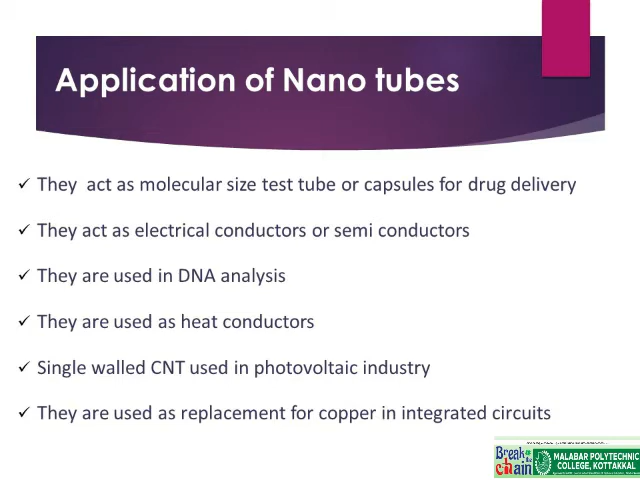 Application of Nano tubes
✓ They act as molecular size test tube or capsules for drug delivery
✓ They act as electrical conductors or semi conductors
✓ They are used in DNA analysis
✓ They are used as heat conductors
✓ Single walled CNT used in photovoltaic industry
✓ They are used as replacement for copper in integrated circuits
Break the chain
MALABAR POLYTECHNIC
COLLEGE, KOTTAKKAL